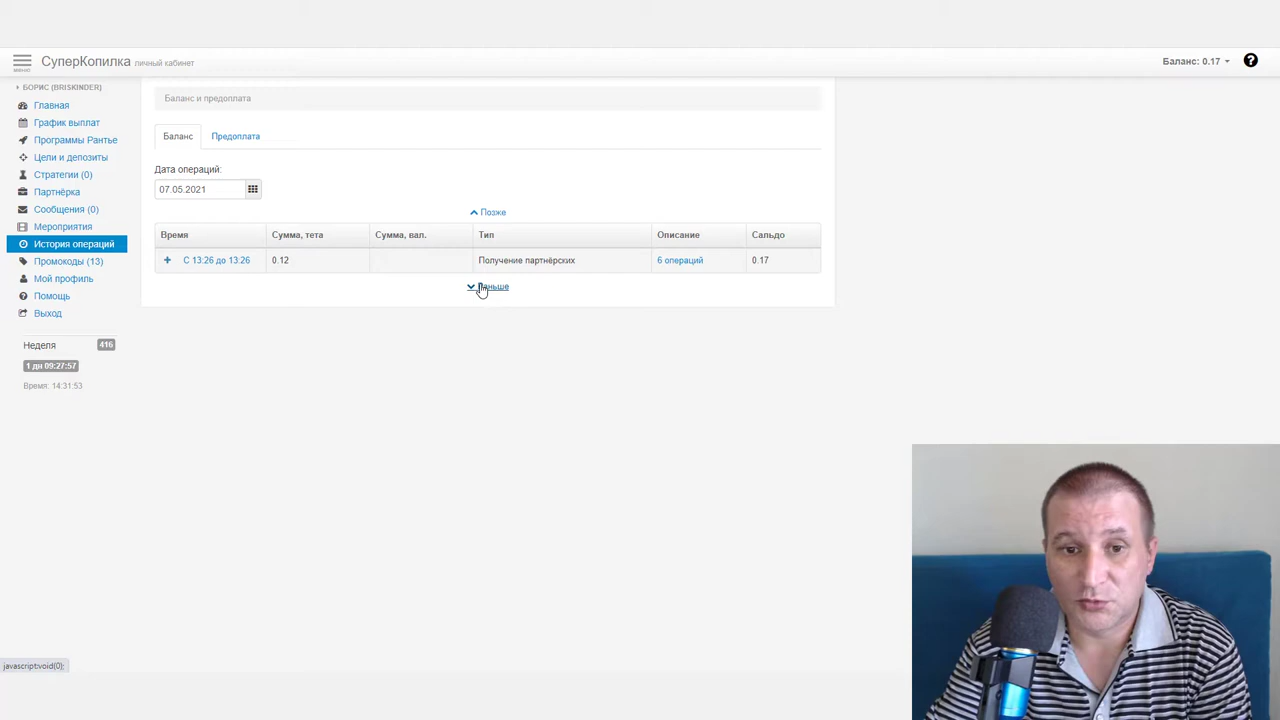 меню
СуперКопилка личный кабинет
Баланс: 0.17
БОРИС (BRISKINDER)
Главная
График выплат
Программы Рантье
Цели и депозиты
Стратегии (0)
Партнёрка
Сообщения (0)
Мероприятия
История операций
Промокоды (13)
Мой профиль
Помощь
Выход
Неделя 416
1 дн 09:27:57
Время: 14:31:53
Баланс и предоплата
Баланс Предоплата
Дата операций:
07.05.2021
Позже
Время Сумма, тета Сумма, вал. Тип Описание Сальдо
С 13:26 до 13:26 0.12 Получение партнёрских 6 операций 0.17
javascript:void(0);